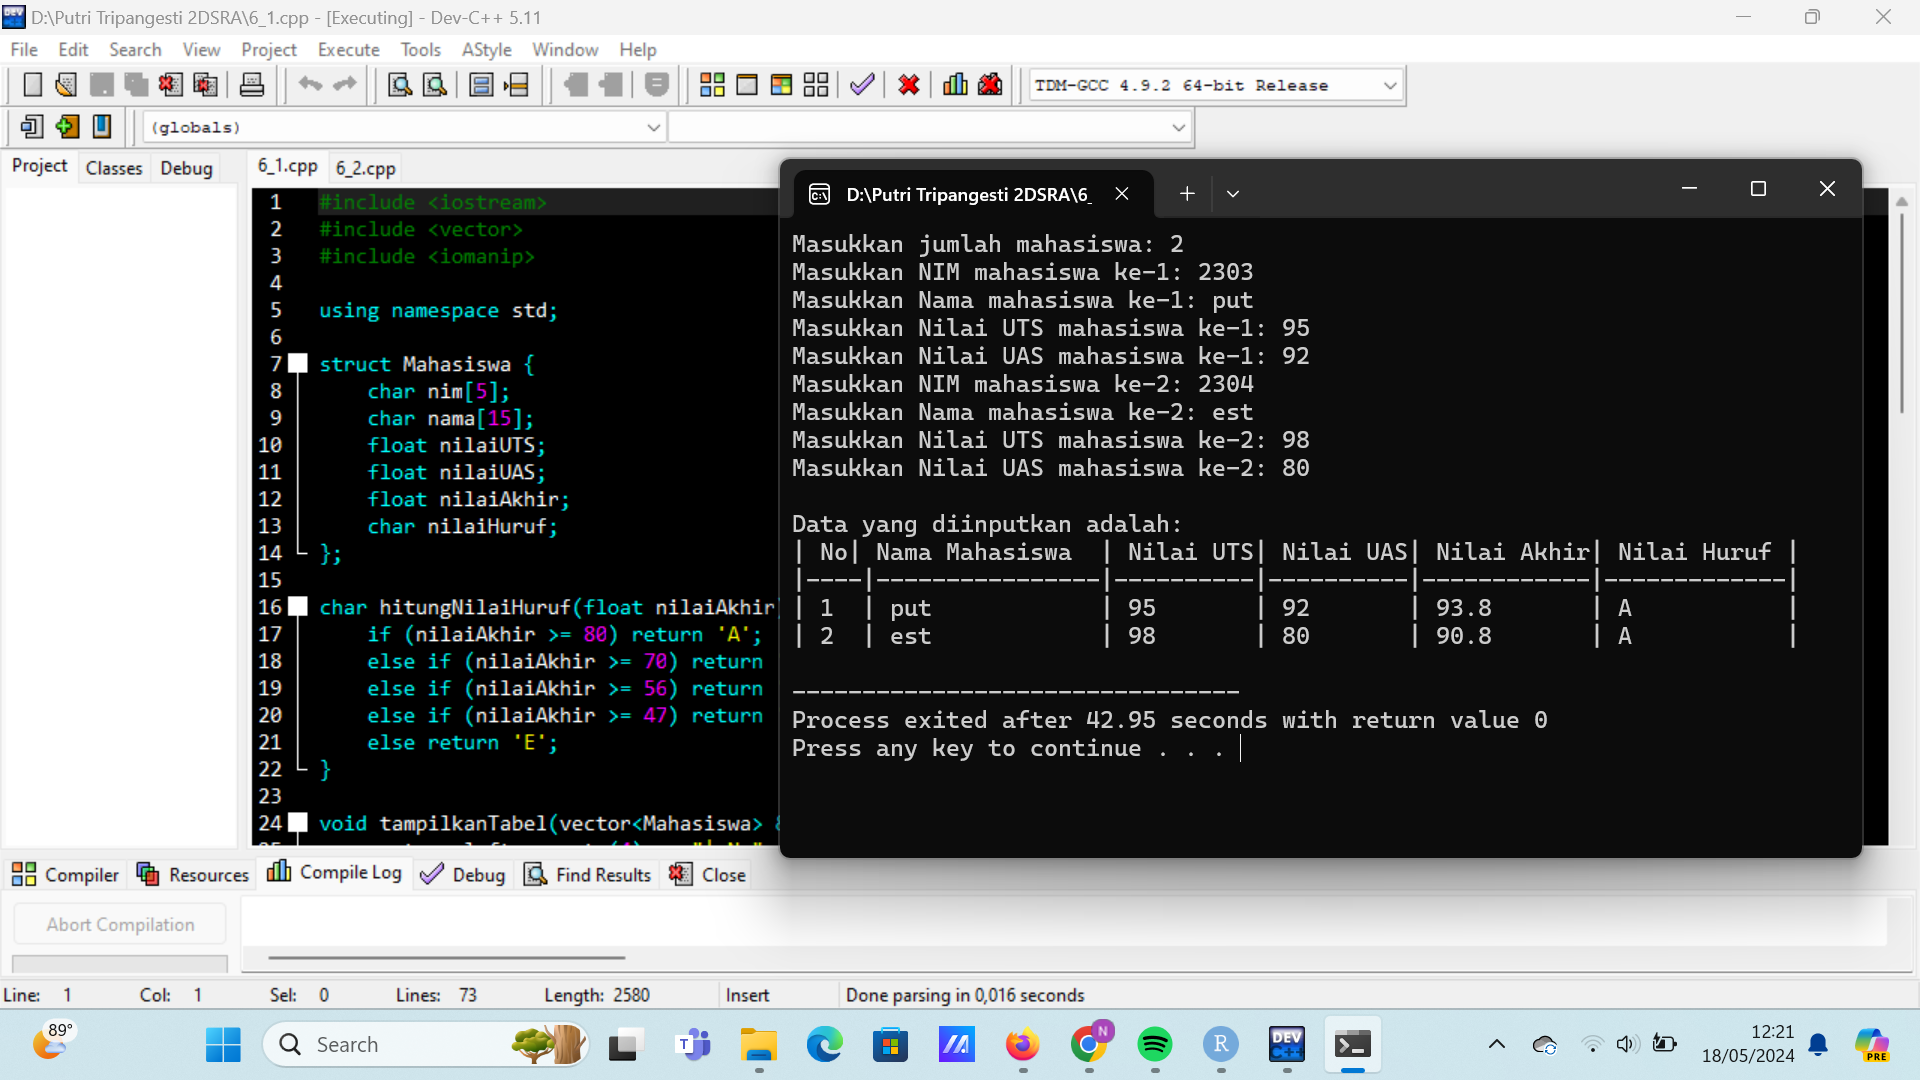 D:\Putri Tripangesti 2DSRA\6_1.cpp - [Executing] - Dev-C++ 5.11
File Edit Search View Project Execute Tools AStyle Window Help
TDM-GCC 4.9.2 64-bit Release
(globals)
Project Classes Debug
6_1.cpp 6_2.cpp
1 #include <iostream>
2 #include <vector>
3 #include <iomanip>
4
5 using namespace std;
6
7 struct Mahasiswa {
8 char nim[5];
9 char nama[15];
10 float nilaiUTS;
11 float nilaiUAS;
12 float nilaiAkhir;
13 char nilaiHuruf;
14 };
15
16 char hitungNilaiHuruf(float nilaiAkhir)
17 if (nilaiAkhir >= 80) return 'A';
18 else if (nilaiAkhir >= 70) return
19 else if (nilaiAkhir >= 56) return
20 else if (nilaiAkhir >= 47) return
21 else return 'E';
22 }
23
24 void tampilkanTabel(vector<Mahasiswa> &
D:\Putri Tripangesti 2DSRA\6_
Masukkan jumlah mahasiswa: 2
Masukkan NIM mahasiswa ke-1: 2303
Masukkan Nama mahasiswa ke-1: put
Masukkan Nilai UTS mahasiswa ke-1: 95
Masukkan Nilai UAS mahasiswa ke-1: 92
Masukkan NIM mahasiswa ke-2: 2304
Masukkan Nama mahasiswa ke-2: est
Masukkan Nilai UTS mahasiswa ke-2: 98
Masukkan Nilai UAS mahasiswa ke-2: 80
Data yang diinputkan adalah:
| No| Nama Mahasiswa  | Nilai UTS| Nilai UAS| Nilai Akhir| Nilai Huruf |
|----|----------------|----------|----------|------------|-------------|
| 1  | put            | 95       | 92       | 93.8       | A           |
| 2  | est            | 98       | 80       | 90.8       | A           |
--------------------------------
Process exited after 42.95 seconds with return value 0
Press any key to continue . . .
Compiler Resources Compile Log Debug Find Results Close
Abort Compilation
Line: 1 Col: 1 Sel: 0 Lines: 73 Length: 2580 Insert Done parsing in 0,016 seconds
89°
Search
T
N
R
DEV C++
PRE
12:21
18/05/2024